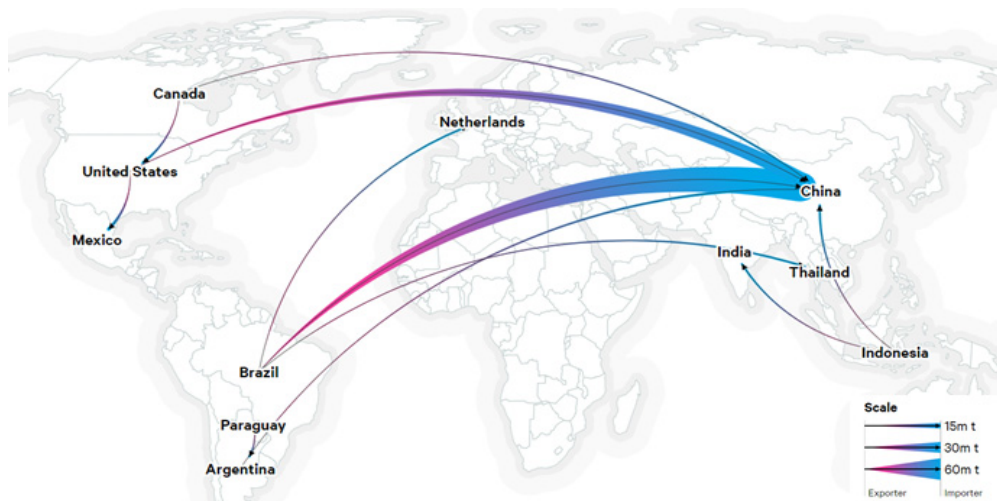 Canada
Netherlands
United States
China
Mexico
India
Thailand
Indonesia
Brazil
Paraguay
Argentina
Scale
15m t
30m t
60m t
Exporter
Importer